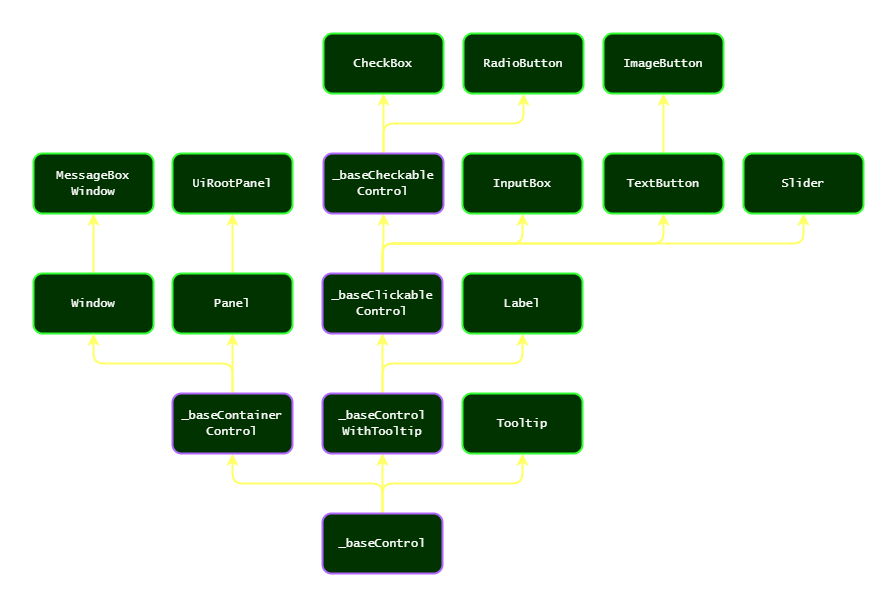 CheckBox
RadioButton
ImageButton
MessageBox
Window
UiRootPanel
_baseCheckable
Control
InputBox
TextButton
Slider
Window
Panel
_baseClickable
Control
Label
_baseContainer
Control
_baseControl
WithTooltip
Tooltip
_baseControl